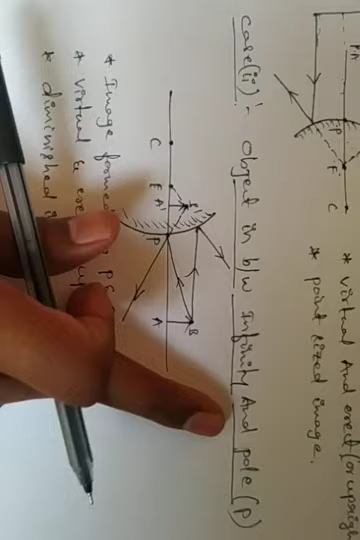 * virtual And erect (or upright
* point sized image.
PA
P
F
C
case(ii):- Object in b/w Infinity And pole (P)
C
F
A'
B'
P
A
B
* Image formed
* virtual &
* diminished